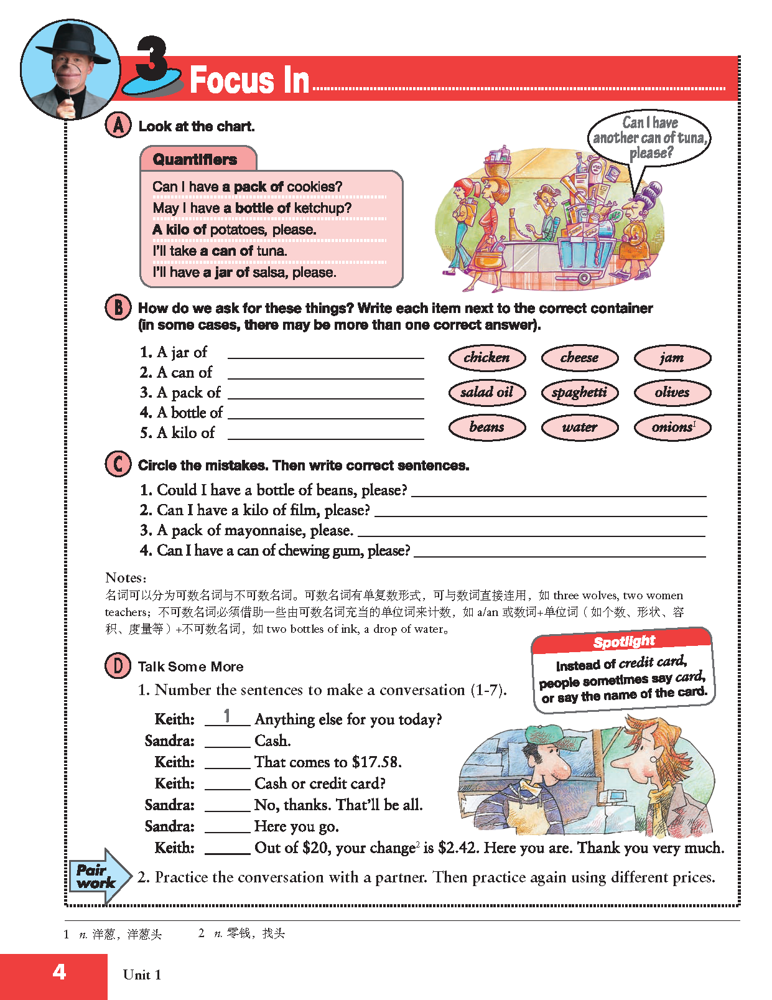 3 Focus In
A Look at the chart.
Can I have
another can of tuna,
please?
Quantifiers
Can I have a pack of cookies?
May I have a bottle of ketchup?
A kilo of potatoes, please.
I'll take a can of tuna.
I'll have a jar of salsa, please.
B How do we ask for these things? Write each item next to the correct container
(in some cases, there may be more than one correct answer).
1. A jar of
2. A can of
3. A pack of
4. A bottle of
5. A kilo of
chicken cheese jam
salad oil spaghetti olives
beans water onions1
C Circle the mistakes. Then write correct sentences.
1. Could I have a bottle of beans, please?
2. Can I have a kilo of film, please?
3. A pack of mayonnaise, please.
4. Can I have a can of chewing gum, please?
Notes：
名词可以分为可数名词与不可数名词。可数名词有单复数形式，可与数词直接连用，如 three wolves, two women
teachers；不可数名词必须借助一些由可数名词充当的单位词来计数，如 a/an 或数词+单位词（如个数、形状、容
积、度量等）+不可数名词，如 two bottles of ink, a drop of water。
Spotlight
Instead of credit card,
people sometimes say card,
or say the name of the card.
D Talk Some More
1. Number the sentences to make a conversation (1-7).
Keith: 1 Anything else for you today?
Sandra: Cash.
Keith: That comes to $17.58.
Keith: Cash or credit card?
Sandra: No, thanks. That'll be all.
Sandra: Here you go.
Keith: Out of $20, your change2 is $2.42. Here you are. Thank you very much.
Pair
work
2. Practice the conversation with a partner. Then practice again using different prices.
1 n. 洋葱，洋葱头 2 n. 零钱，找头
4 Unit 1